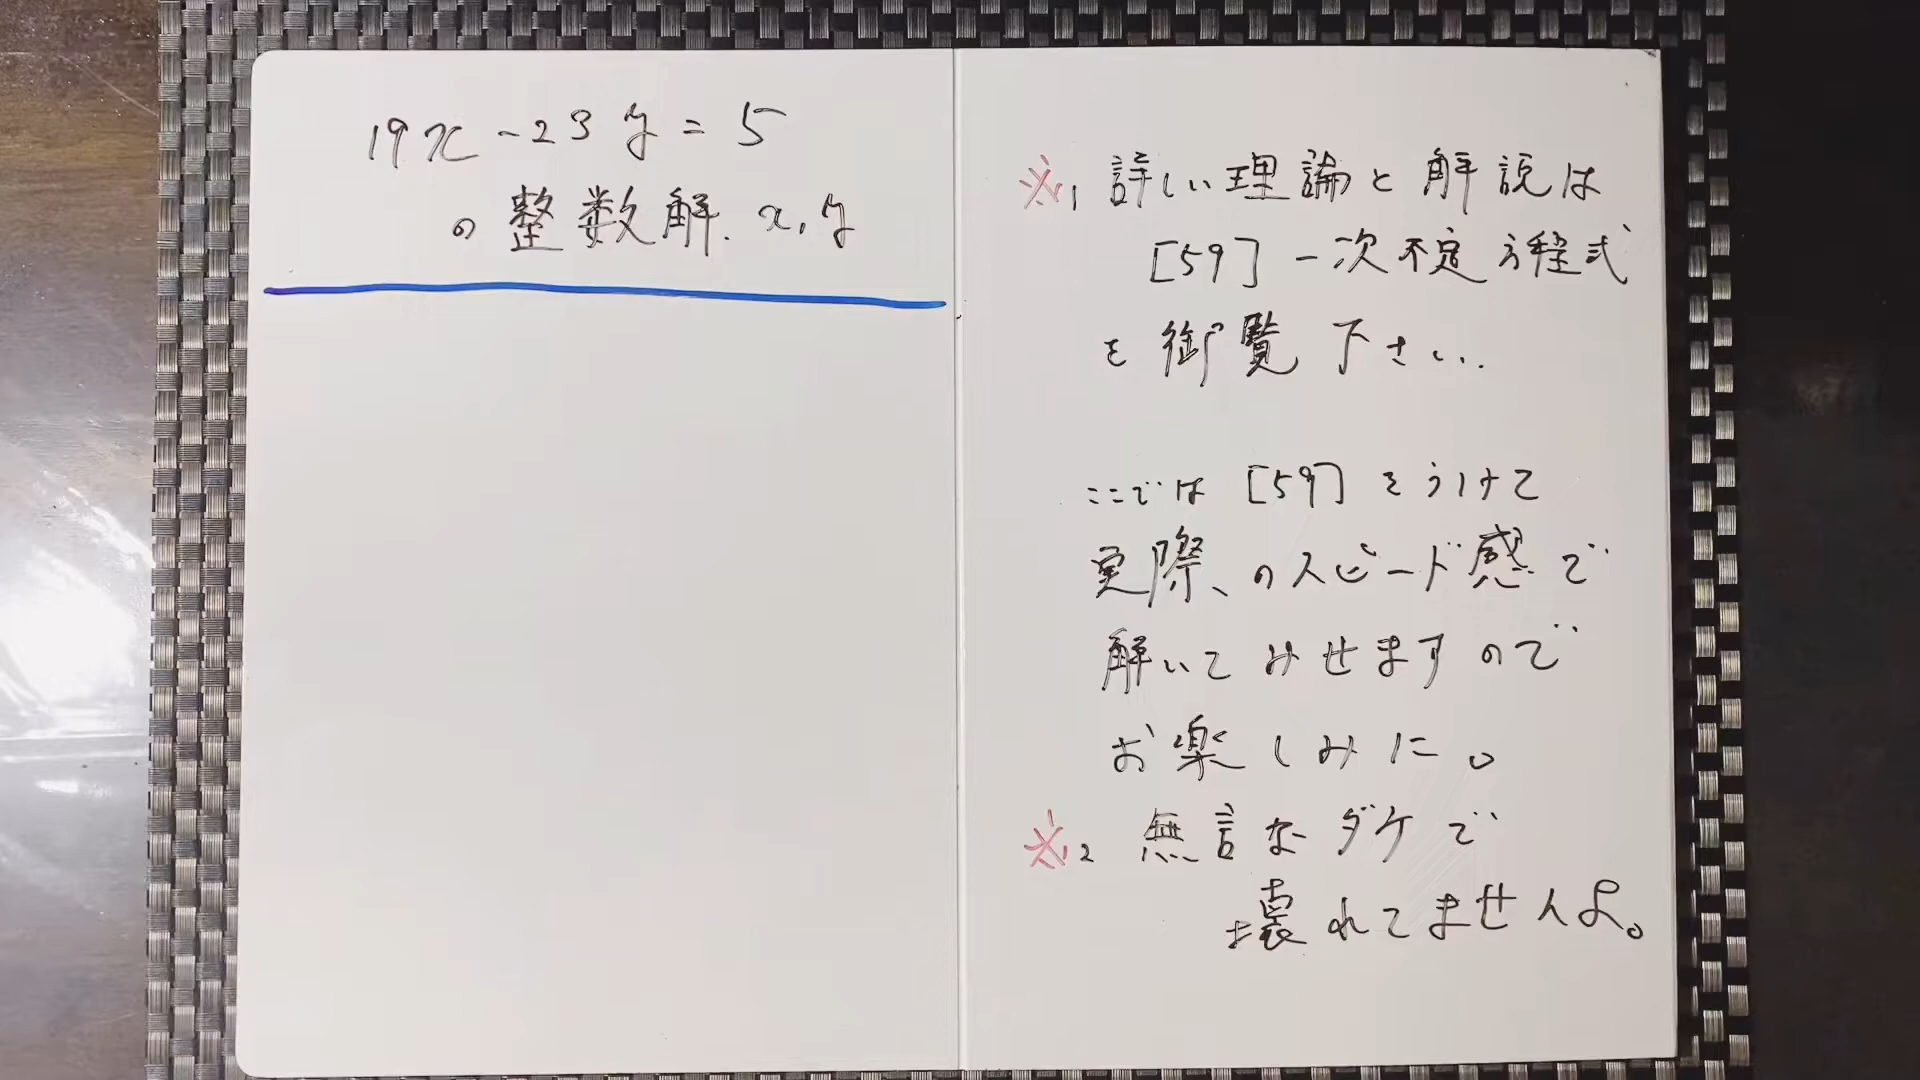 19x - 23y = 5
の整数解. x, y
※1 詳しい理論と解説は
[59] 一次不定方程式
を御覧下さい.
ここでは [59] をうけて
実際、のスピード感で
解いてみせますので
お楽しみに。
※2 無言なダケで
壊れてませんよ。